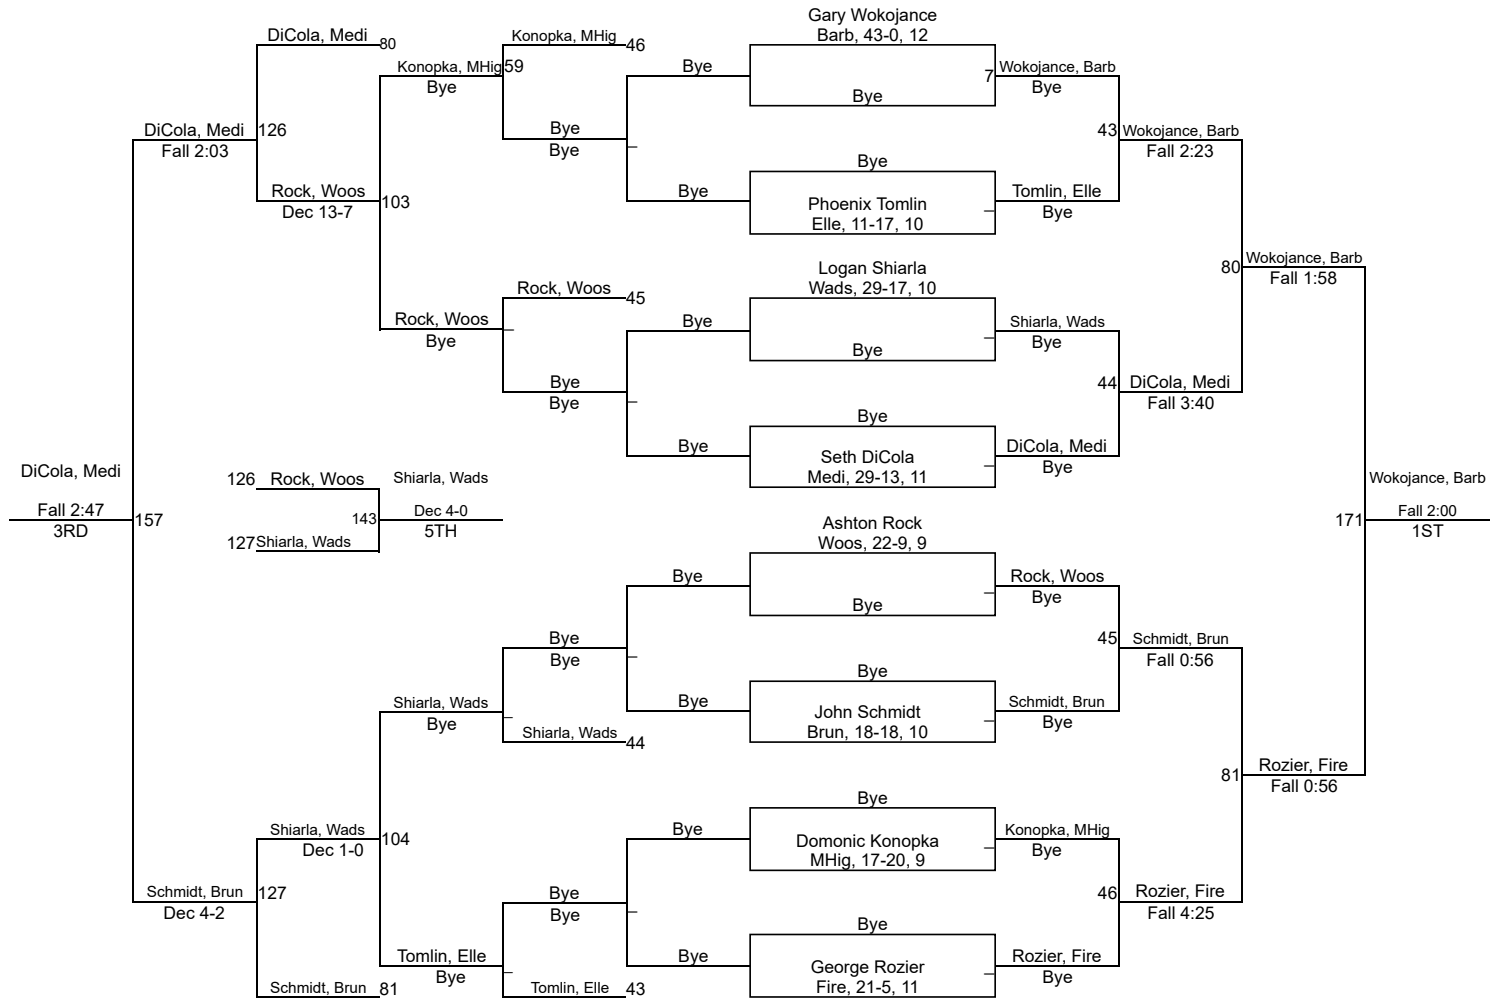 Gary Wokojance
Barb, 43-0, 12
DiCola, Medi 80
Konopka, MHig 46
Konopka, MHig 59
Bye
Bye
Bye
7 Wokojance, Barb
Bye
DiCola, Medi 126
Fall 2:03
Bye
Bye
43 Wokojance, Barb
Fall 2:23
Bye
Rock, Woos 103
Dec 13-7
Bye
Phoenix Tomlin
Elle, 11-17, 10
Tomlin, Elle
Bye
Logan Shiarla
Wads, 29-17, 10
80 Wokojance, Barb
Fall 1:58
Rock, Woos 45
Rock, Woos
Bye
Bye
Bye
Shiarla, Wads
Bye
Bye
Bye
44 DiCola, Medi
Fall 3:40
Bye
Bye
Seth DiCola
Medi, 29-13, 11
DiCola, Medi
Bye
DiCola, Medi
Fall 2:47
3RD
157
126 Rock, Woos
143
127 Shiarla, Wads
Shiarla, Wads
Dec 4-0
5TH
Wokojance, Barb
171 Fall 2:00
1ST
Ashton Rock
Woos, 22-9, 9
Bye
Bye
Rock, Woos
Bye
Bye
Bye
45 Schmidt, Brun
Fall 0:56
Bye
Shiarla, Wads
Bye
Shiarla, Wads 44
Bye
John Schmidt
Brun, 18-18, 10
Schmidt, Brun
Bye
81 Rozier, Fire
Fall 0:56
Bye
Shiarla, Wads 104
Dec 1-0
Bye
Domonic Konopka
MHig, 17-20, 9
Konopka, MHig
Bye
Schmidt, Brun 127
Dec 4-2
Bye
Bye
46 Rozier, Fire
Fall 4:25
Bye
Tomlin, Elle
Bye
Bye
George Rozier
Fire, 21-5, 11
Rozier, Fire
Bye
Schmidt, Brun 81
Tomlin, Elle 43